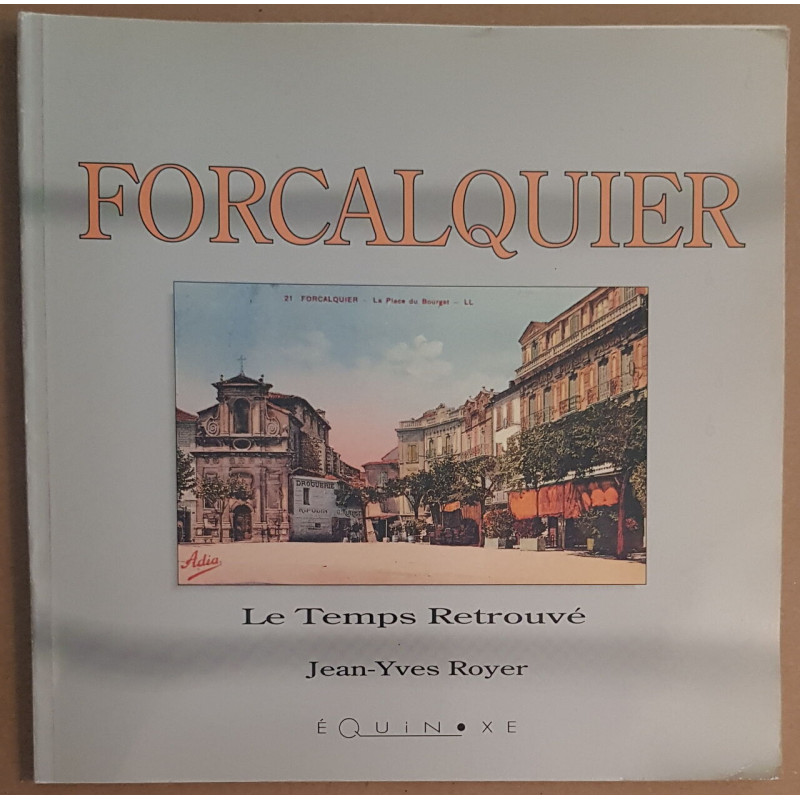 FORCALQUIER
21 FORCALQUIER - La Place du Bourget - LL
DROGUERIE
Adia
Le Temps Retrouvé
Jean-Yves Royer
ÉQUiNOXE